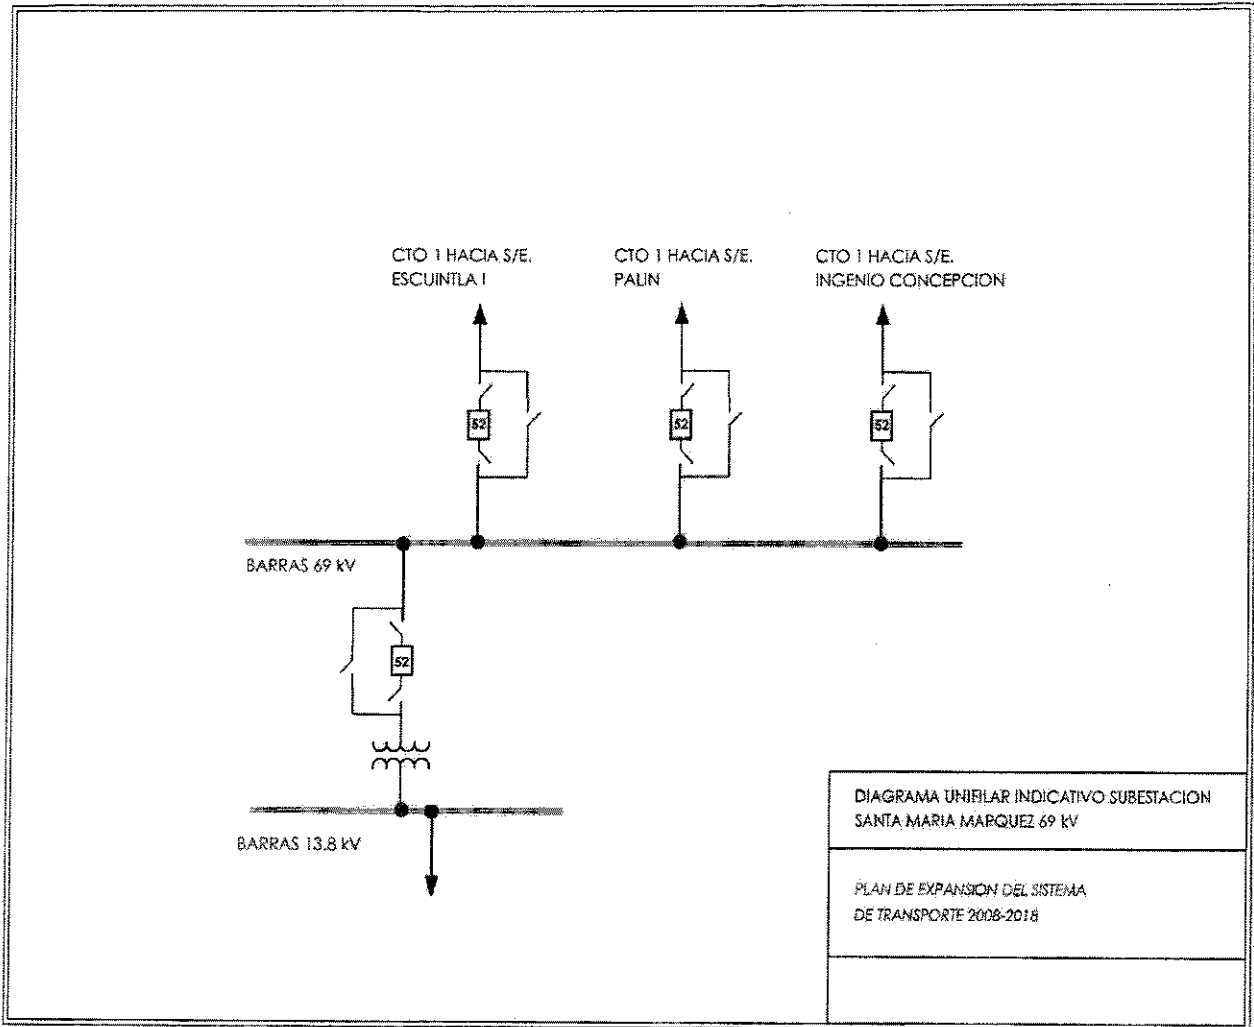 CTO 1 HACIA S/E.
ESCUINTLA I
CTO 1 HACIA S/E.
PALIN
CTO 1 HACIA S/E.
INGENIO CONCEPCION
52
52
52
BARRAS 69 kV
52
BARRAS 13.8 kV
DIAGRAMA UNIFILAR INDICATIVO SUBESTACION
SANTA MARIA MARQUEZ 69 kV
PLAN DE EXPANSION DEL SISTEMA
DE TRANSPORTE 2008-2018